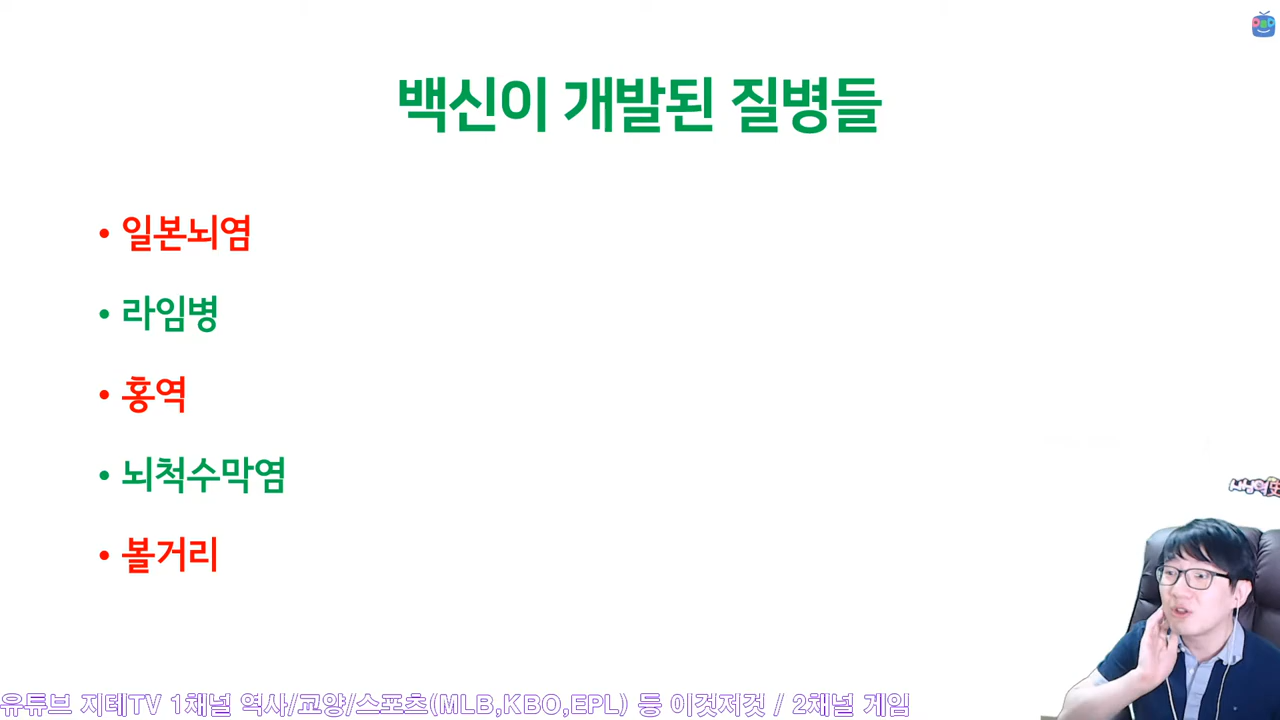 백신이 개발된 질병들
• 일본뇌염
• 라임병
• 홍역
• 뇌척수막염
• 볼거리
유튜브 지테TV 1채널 역사/교양/스포츠(MLB,KBO,EPL) 등 이것저것 / 2채널 게임